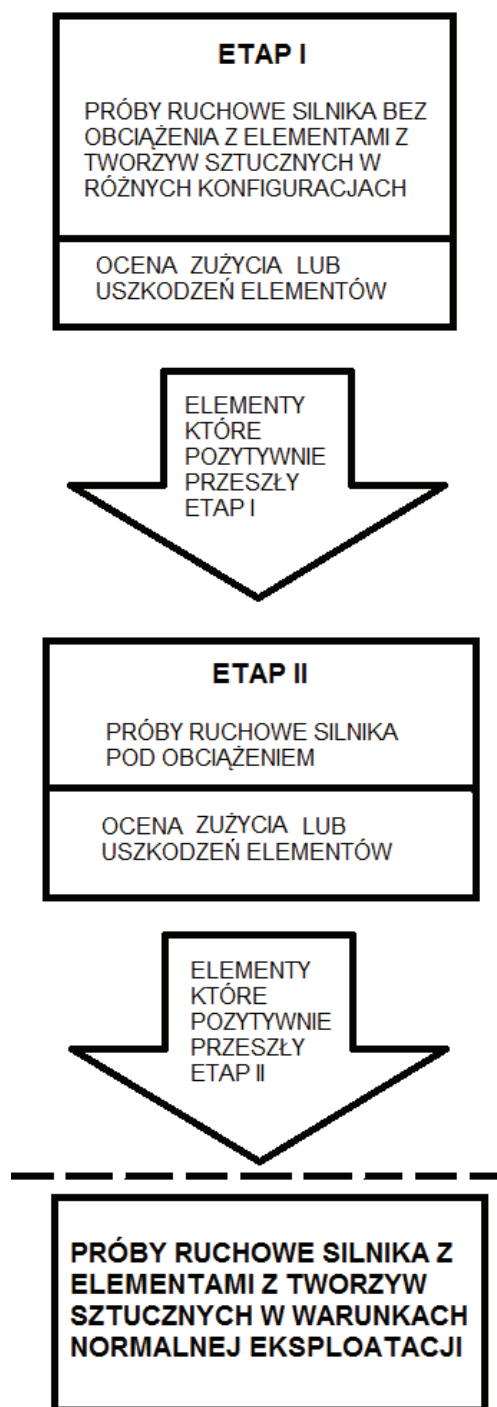 ETAP I
PRÓBY RUCHOWE SILNIKA BEZ
OBCIĄŻENIA Z ELEMENTAMI Z
TWORZYW SZTUCZNYCH W
RÓŻNYCH KONFIGURACJACH
OCENA ZUŻYCIA LUB
USZKODZEŃ ELEMENTÓW
ELEMENTY
KTÓRE
POZYTYWNIE
PRZESZŁY
ETAP I
ETAP II
PRÓBY RUCHOWE SILNIKA
POD OBCIĄŻENIEM
OCENA ZUŻYCIA LUB
USZKODZEŃ ELEMENTÓW
ELEMENTY
KTÓRE
POZYTYWNIE
PRZESZŁY
ETAP II
PRÓBY RUCHOWE SILNIKA Z
ELEMENTAMI Z TWORZYW
SZTUCZNYCH W WARUNKACH
NORMALNEJ EKSPLOATACJI